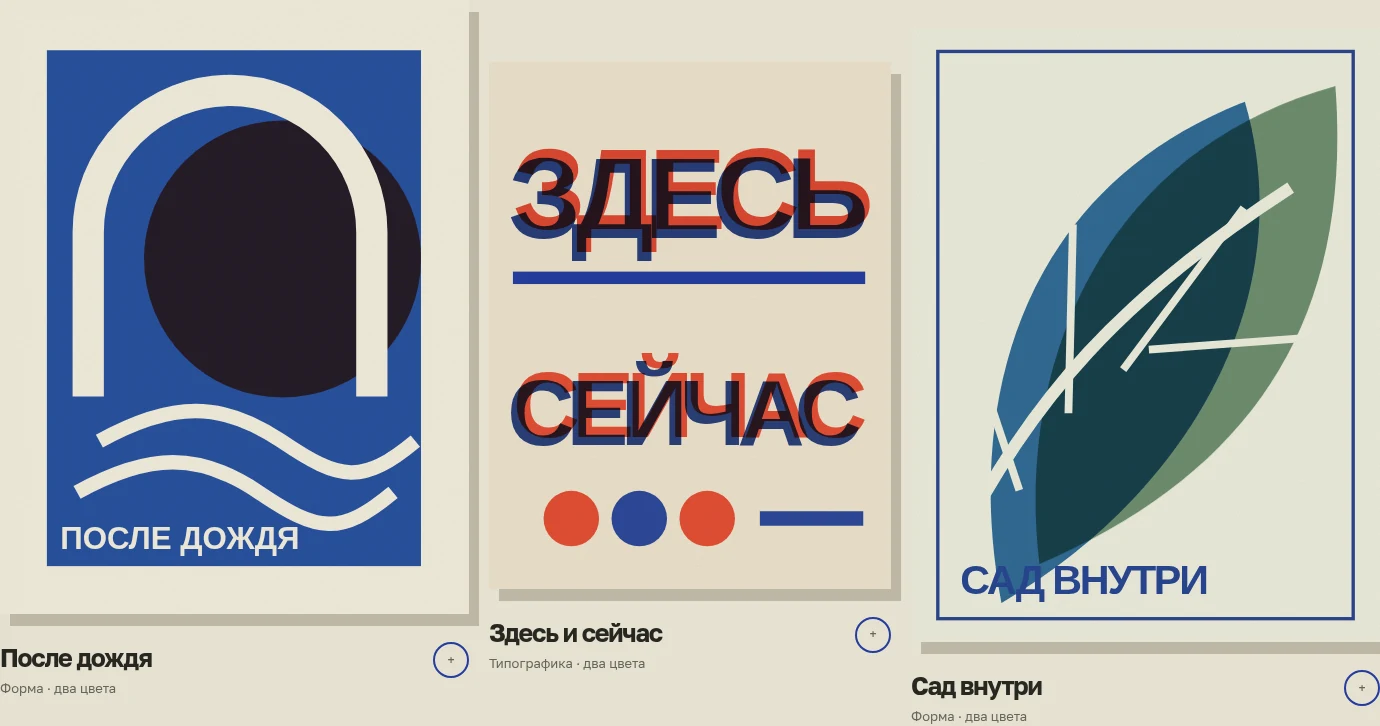 ПОСЛЕ ДОЖДЯ
После дождя
+
Форма · два цвета
ЗДЕСЬ
СЕЙЧАС
Здесь и сейчас
+
Типографика · два цвета
САД ВНУТРИ
Сад внутри
+
Форма · два цвета